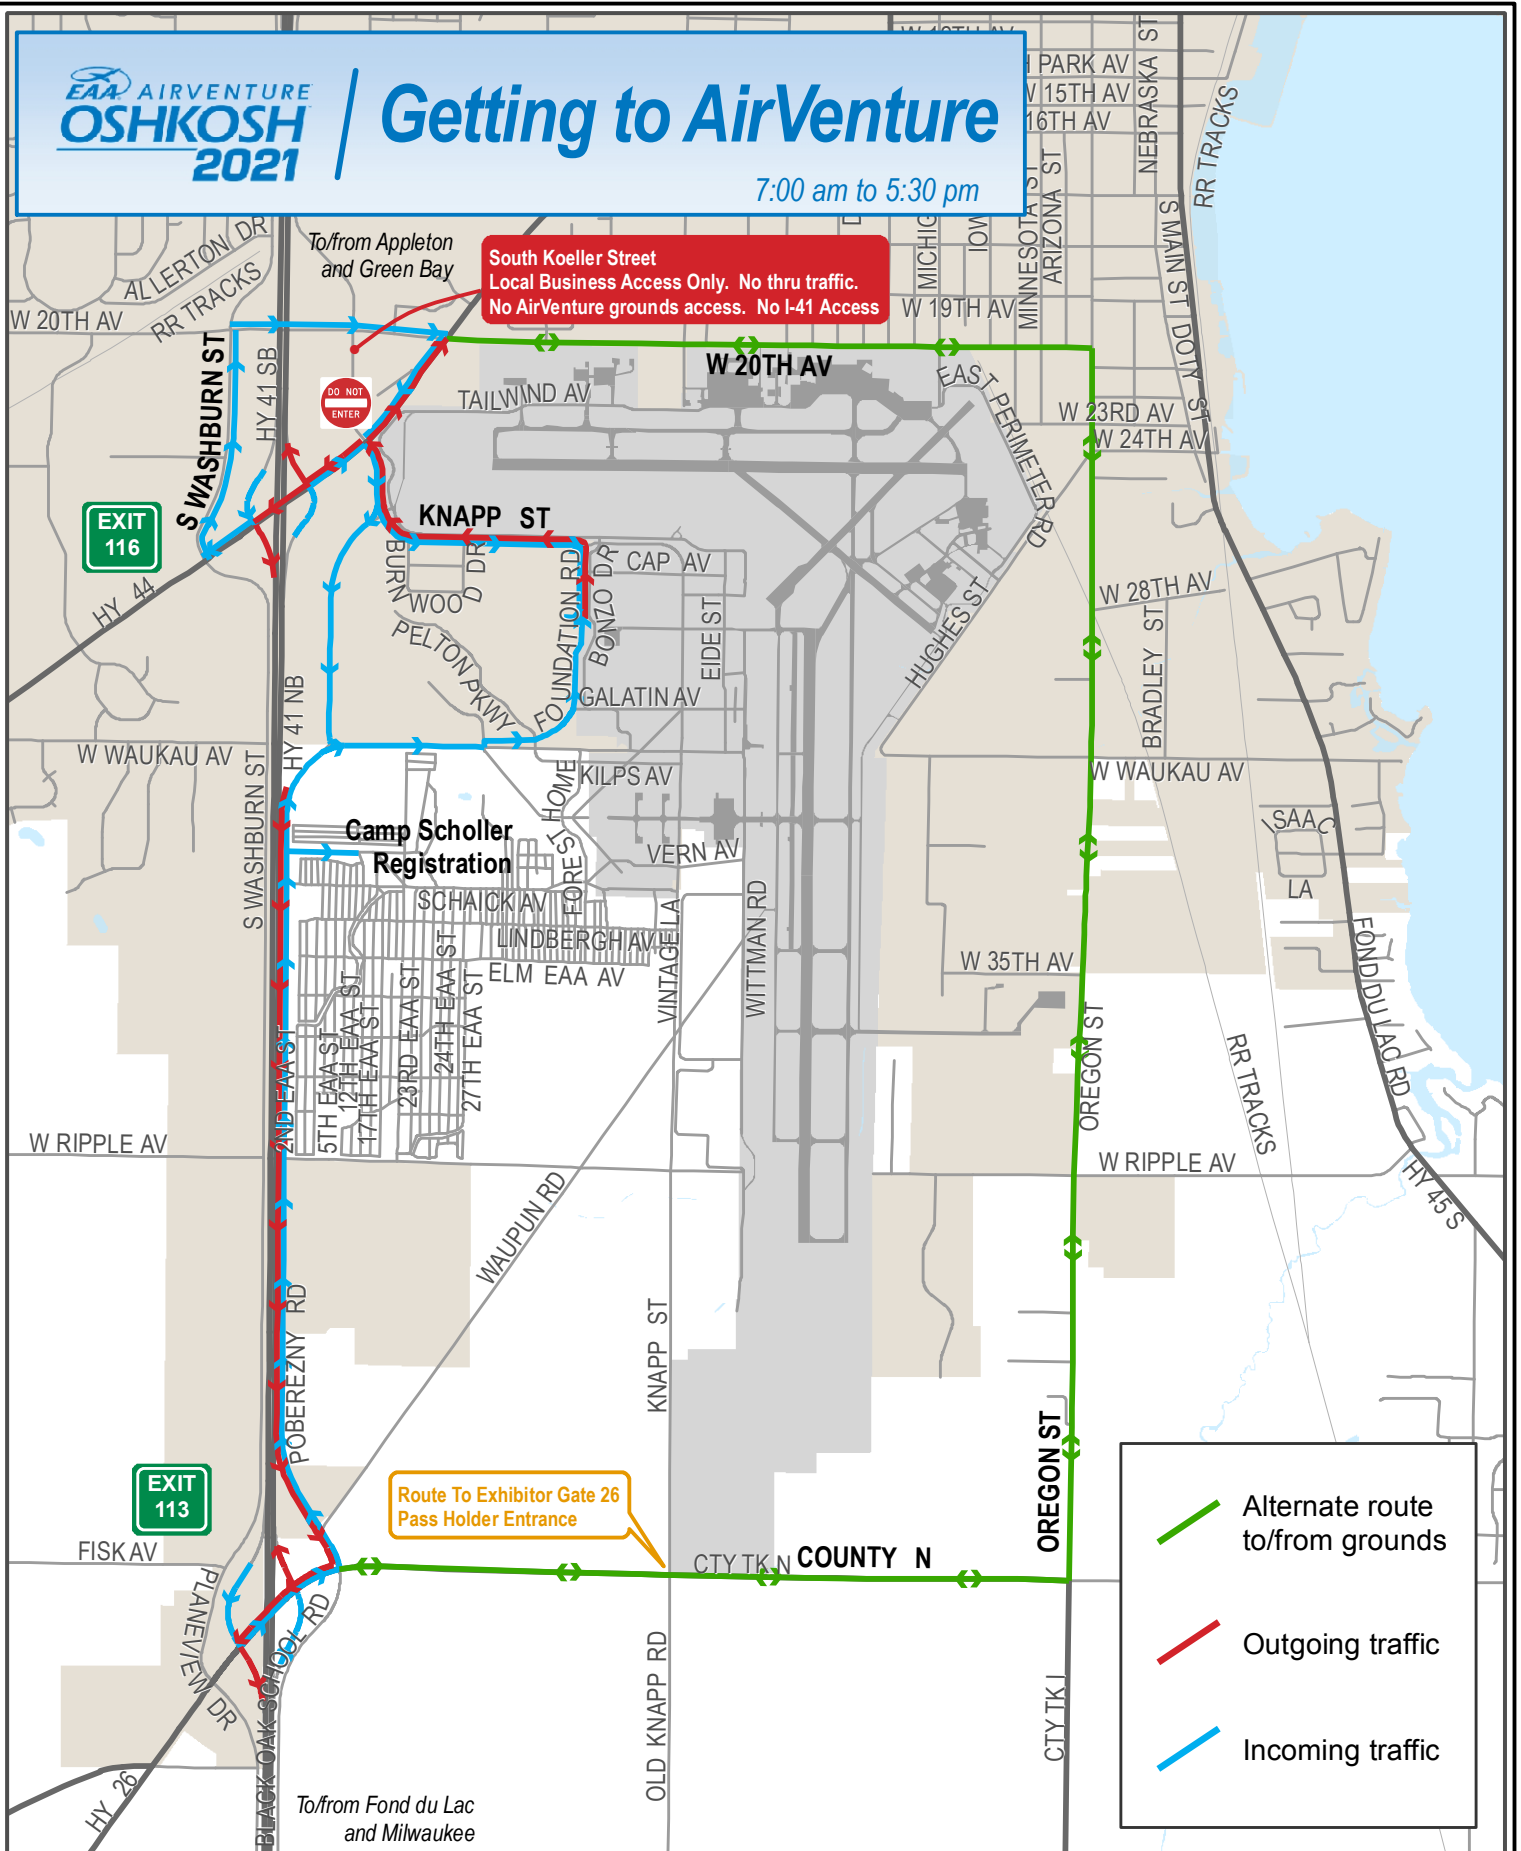 EAA AIRVENTURE
OSHKOSH
2021
Getting to AirVenture
7:00 am to 5:30 pm
PARK AV
W 15TH AV
16TH AV
NEBRASKA ST
RR TRACKS
MINNESOTA ST
ARIZONA ST
S MAIN ST
DOTY ST
ALLERTON DR
RR TRACKS
W 20TH AV
To/from Appleton
and Green Bay
South Koeller Street
Local Business Access Only. No thru traffic.
No AirVenture grounds access. No I-41 Access
W 19TH AV
S WASHBURN ST
HY 41 SB
DO NOT
ENTER
TAILWIND AV
W 20TH AV
EAST PERIMETER RD
W 23RD AV
W 24TH AV
EXIT
116
HY 44
KNAPP ST
BURN
WOOD DR
PELTON PKWY
FOUNDATION RD
BONZO DR
CAP AV
EIDE ST
GALATIN AV
HUGHES ST
W 28TH AV
BRADLEY ST
HY 41 NB
W WAUKAU AV
S WASHBURN ST
KILPS AV
FOREST HOME
W WAUKAU AV
Camp Scholler
Registration
VERN AV
SCHAICK AV
LINDBERGH AV
ELM EAA AV
VINTAGE LA
WITTMAN RD
ISAAC
LA
W 35TH AV
FOND DU LAC RD
2ND EAA ST
5TH EAA ST
12TH EAA ST
17TH EAA ST
23RD EAA ST
24TH EAA ST
27TH EAA ST
OREGON ST
RR TRACKS
W RIPPLE AV
W RIPPLE AV
HY 45 S
WAUPUN RD
POBEREZNY RD
KNAPP ST
OREGON ST
EXIT
113
Route To Exhibitor Gate 26
Pass Holder Entrance
FISK AV
CTY TK N
COUNTY N
PLANEVIEW DR
BLACK OAK SCHOOL RD
OLD KNAPP RD
CTY TK I
HY 26
To/from Fond du Lac
and Milwaukee
Alternate route
to/from grounds
Outgoing traffic
Incoming traffic